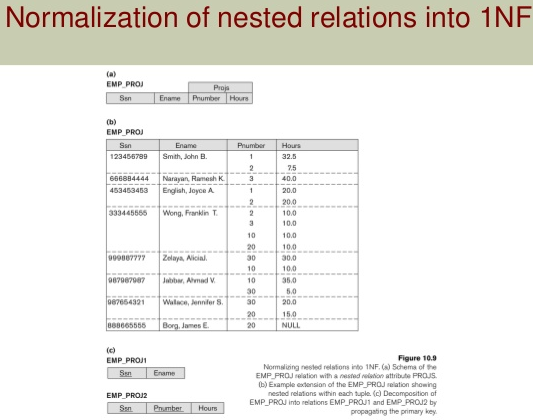 Normalization of nested relations into 1NF
(a)
EMP_PROJ
Projs
Ssn Ename Pnumber Hours
(b)
EMP_PROJ
Ssn Ename Pnumber Hours
123456789 Smith, John B. 1 32.5
2 7.5
666884444 Narayan, Ramesh K. 3 40.0
453453453 English, Joyce A. 1 20.0
2 20.0
333445555 Wong, Franklin T. 2 10.0
3 10.0
10 10.0
20 10.0
999887777 Zelaya, AliciaJ. 30 30.0
10 10.0
987987987 Jabbar, Ahmad V. 10 35.0
30 5.0
987654321 Wallace, Jennifer S. 30 20.0
20 15.0
888665555 Borg, James E. 20 NULL
(c)
EMP_PROJ1
Ssn Ename
EMP_PROJ2
Ssn Pnumber Hours
Figure 10.9
Normalizing nested relations into 1NF. (a) Schema of the
EMP_PROJ relation with a nested relation attribute PROJS.
(b) Example extension of the EMP_PROJ relation showing
nested relations within each tuple. (c) Decomposition of
EMP_PROJ into relations EMP_PROJ1 and EMP_PROJ2 by
propagating the primary key.